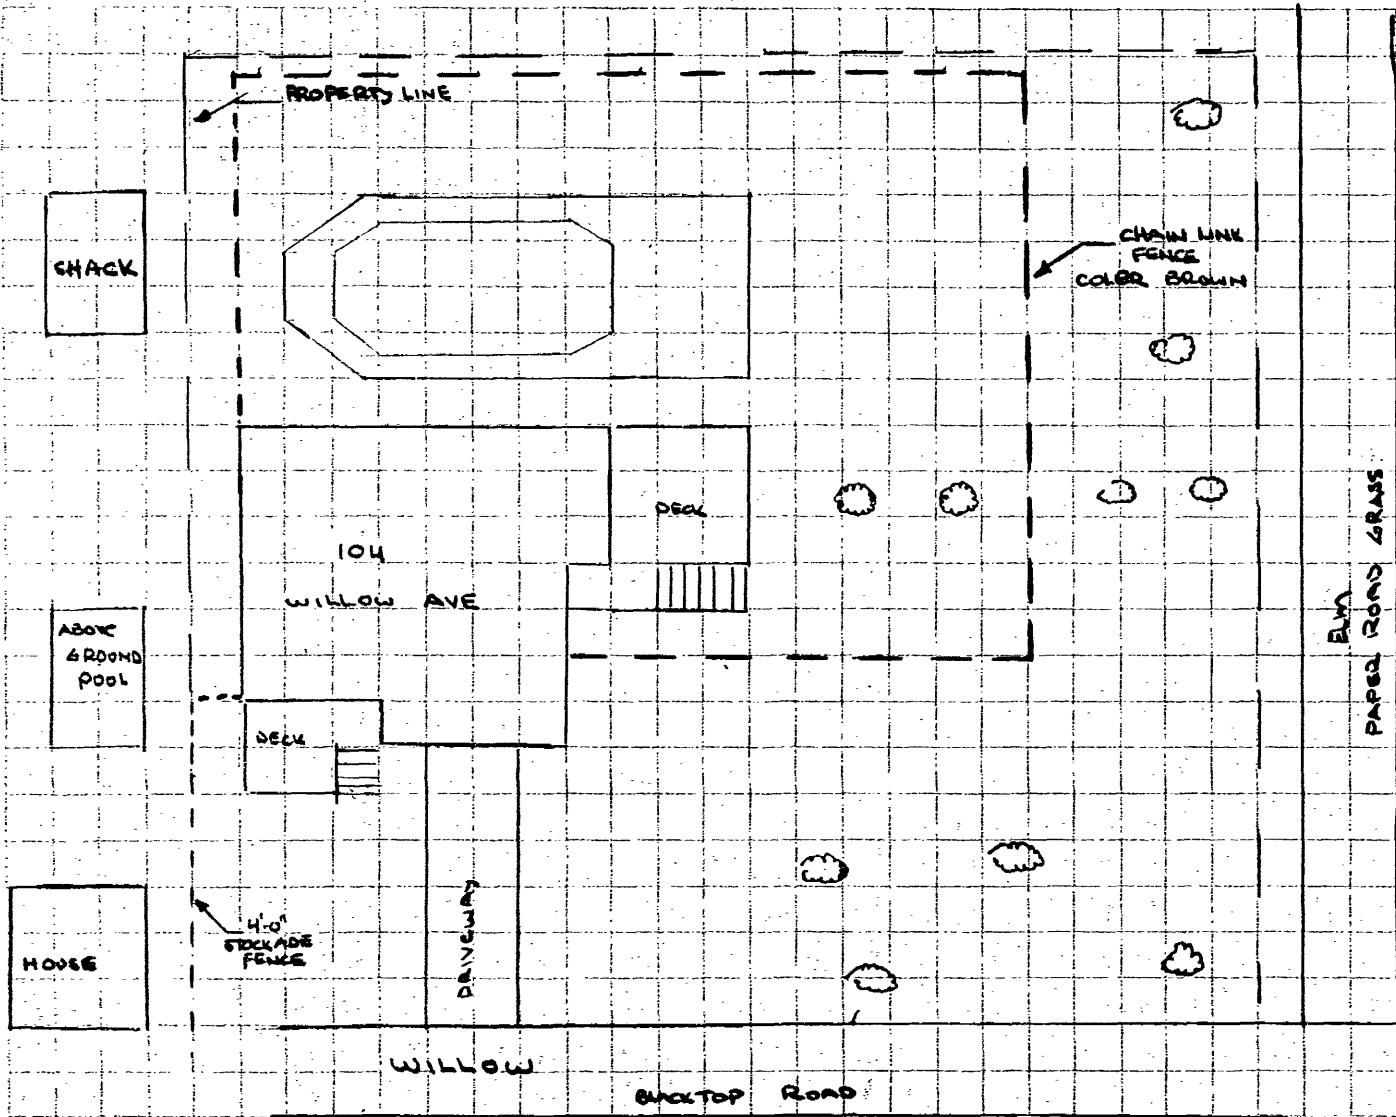 PROPERTY LINE
SHACK
CHAIN LINK
FENCE
COLOR BROWN
DECK
104
WILLOW AVE
ABOVE
GROUND
POOL
DECK
ELM
PAPER ROAD GRASS
4'-0"
STOCKADE
FENCE
HOUSE
DRIVEWAY
WILLOW
BLACKTOP ROAD